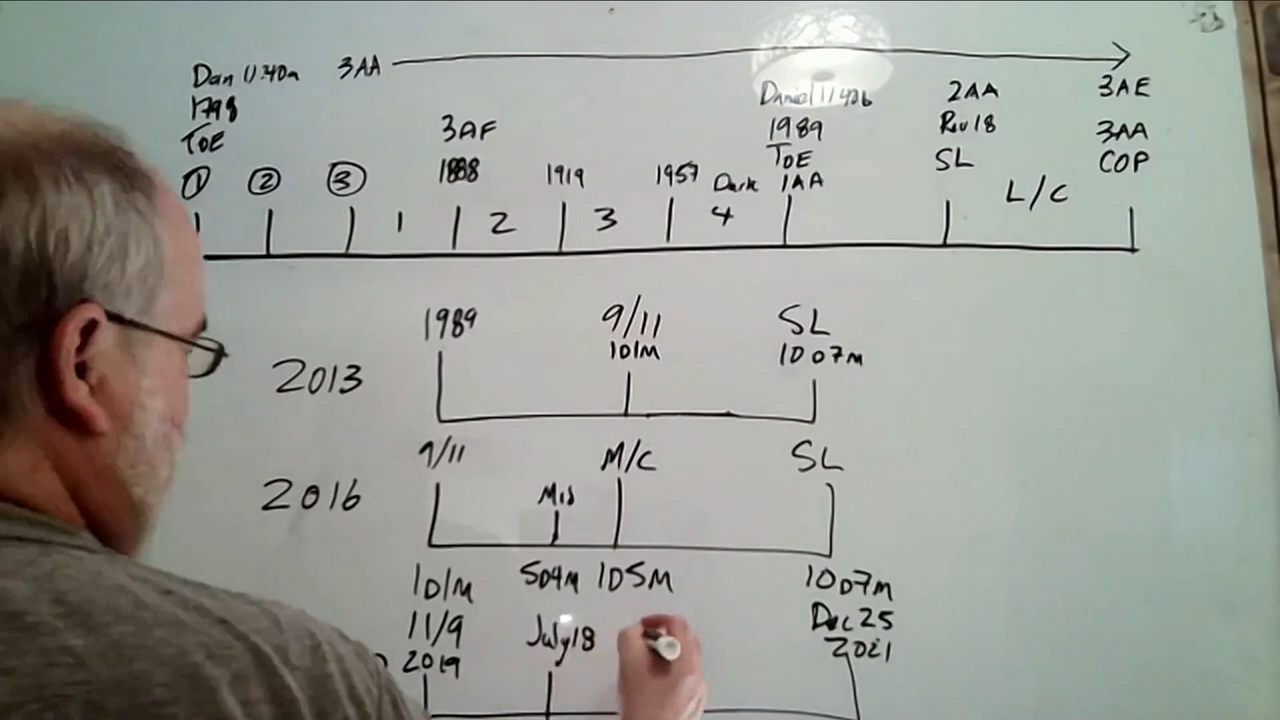 Dan 11:40a 3AA
1798
TOE
① ② ③
3AF
1888 1919 1957 Dark
1 2 3 4
Daniel 11:40b
1989
TOE
1AA
2AA
Rev18
SL
L/C
3AE
3AA
COP
2013
1989 9/11 SL
101M 1007M
2016
9/11 M/C SL
Mid
101M 504M 105M 1007M
11/9 July18 Dec 25
2019 2021